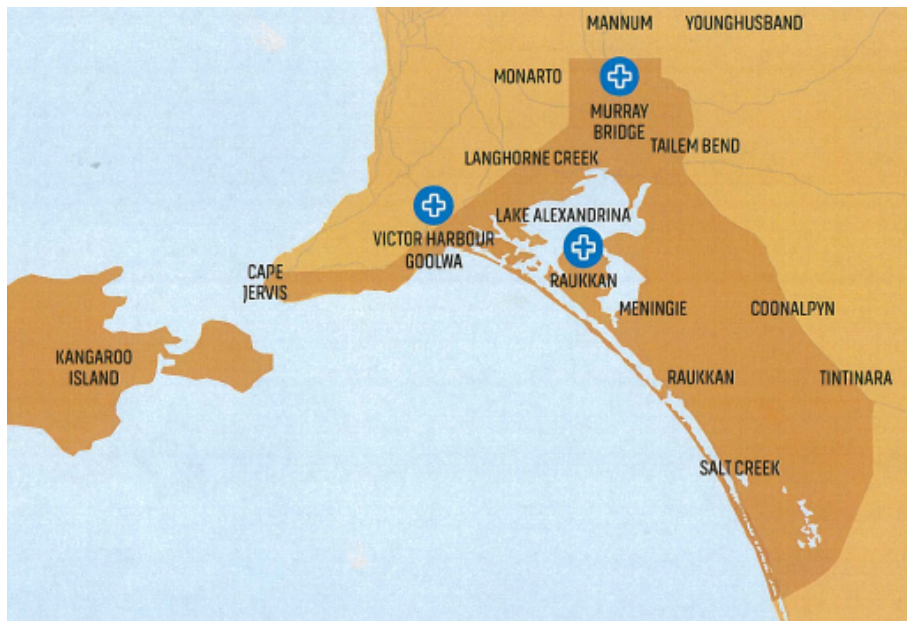 MANNUM
YOUNGHUSBAND
MONARTO
MURRAY
BRIDGE
TAILEM BEND
LANGHORNE CREEK
LAKE ALEXANDRINA
VICTOR HARBOUR
GOOLWA
CAPE
JERVIS
RAUKKAN
MENINGIE
COONALPYN
KANGAROO
ISLAND
RAUKKAN
TINTINARA
SALT CREEK